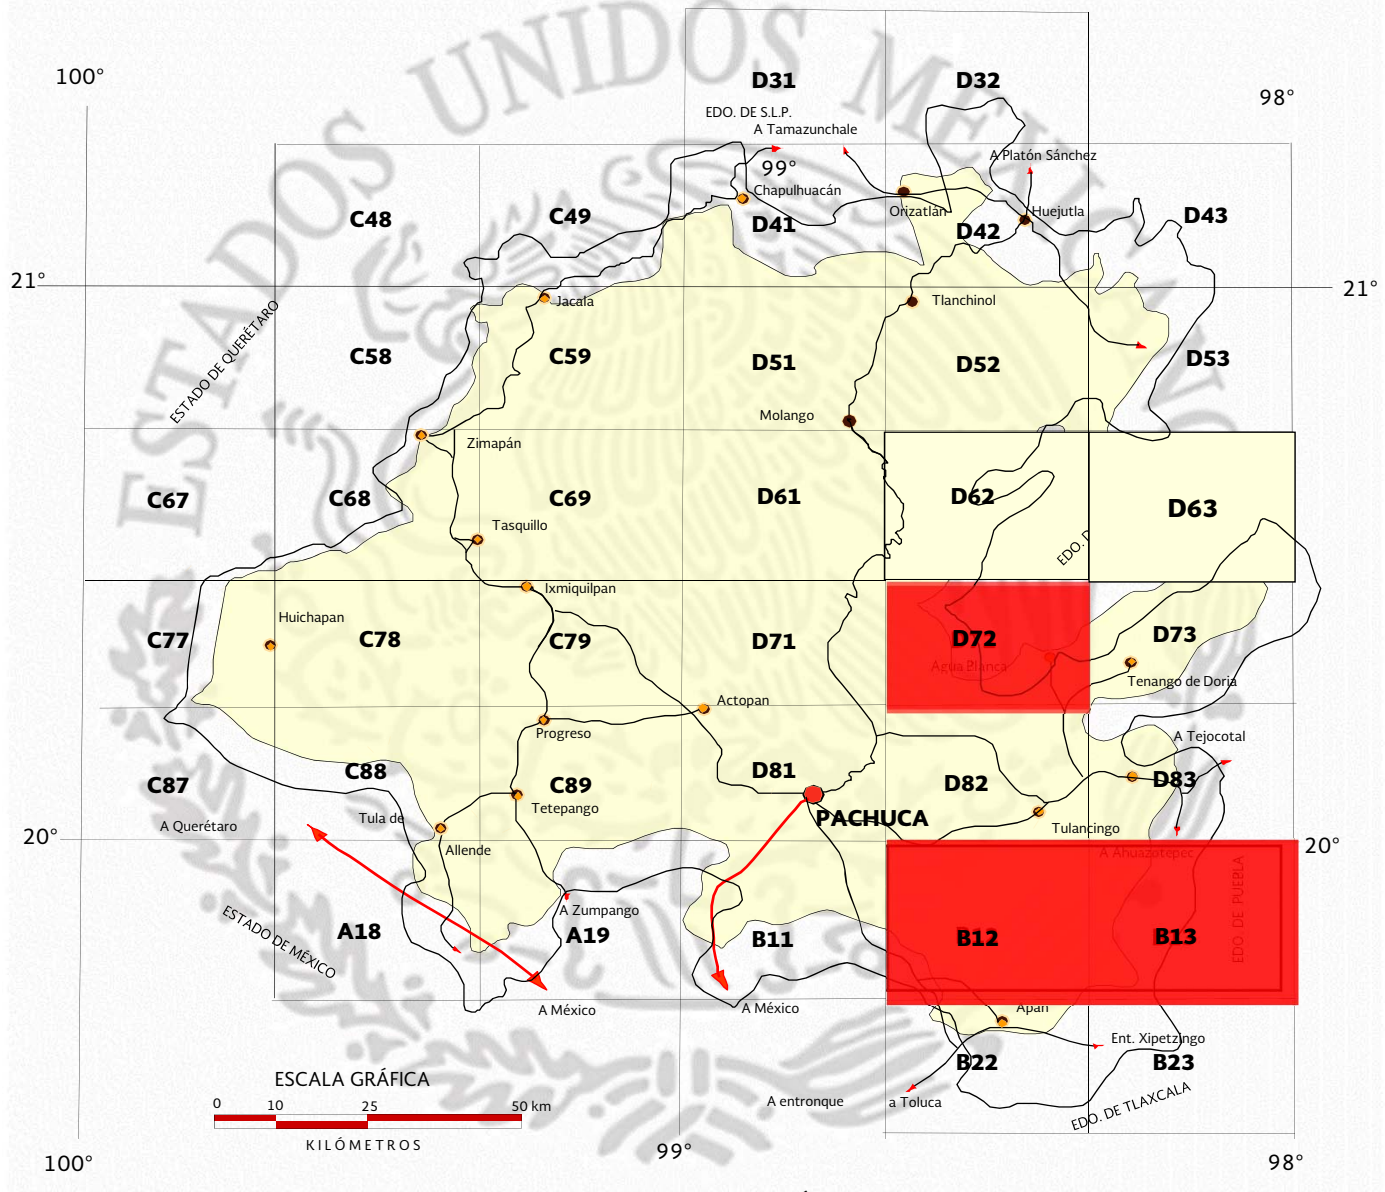 ESTADOS UNIDOS MEXICANOS
D31
D32
100°
98°
EDO. DE S.L.P.
A Tamazunchale
A Platón Sánchez
99°
Chapulhuacán
Orizatlán
Huejutla
C48
C49
D41
D42
D43
21°
21°
Jacala
Tlanchinol
ESTADO DE QUERÉTARO
C58
C59
D51
D52
D53
Molango
Zimapán
C67
C68
C69
D61
D62
D63
Tasquillo
EDO. D
Ixmiquilpan
Huichapan
C77
C78
C79
D71
D72
D73
Agua Blanca
Tenango de Doria
Actopan
Progreso
A Tejocotal
C87
C88
C89
D81
D82
D83
Tetepango
A Querétaro
Tula de
Allende
PACHUCA
Tulancingo
20°
20°
A Ahuazotepec
EDO. DE PUEBLA
ESTADO DE MÉXICO
A Zumpango
A18
A19
B11
B12
B13
A México
A México
Apan
Ent. Xipetzingo
B22
B23
ESCALA GRÁFICA
0 10 25 50 km
KILÓMETROS
A entronque a Toluca
EDO. DE TLAXCALA
100°
99°
98°